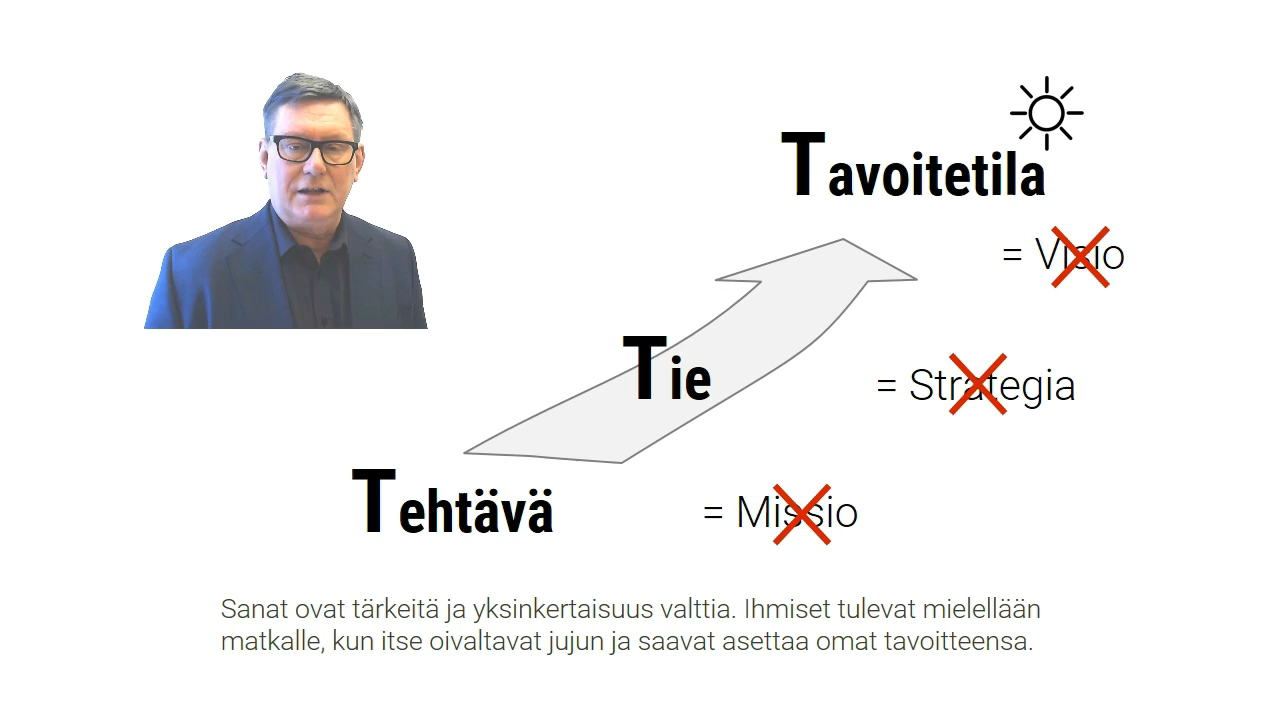 Tavoitetila
= Visio
Tie
= Strategia
Tehtävä
= Missio
Sanat ovat tärkeitä ja yksinkertaisuus valttia. Ihmiset tulevat mielellään
matkalle, kun itse oivaltavat jujun ja saavat asettaa omat tavoitteensa.